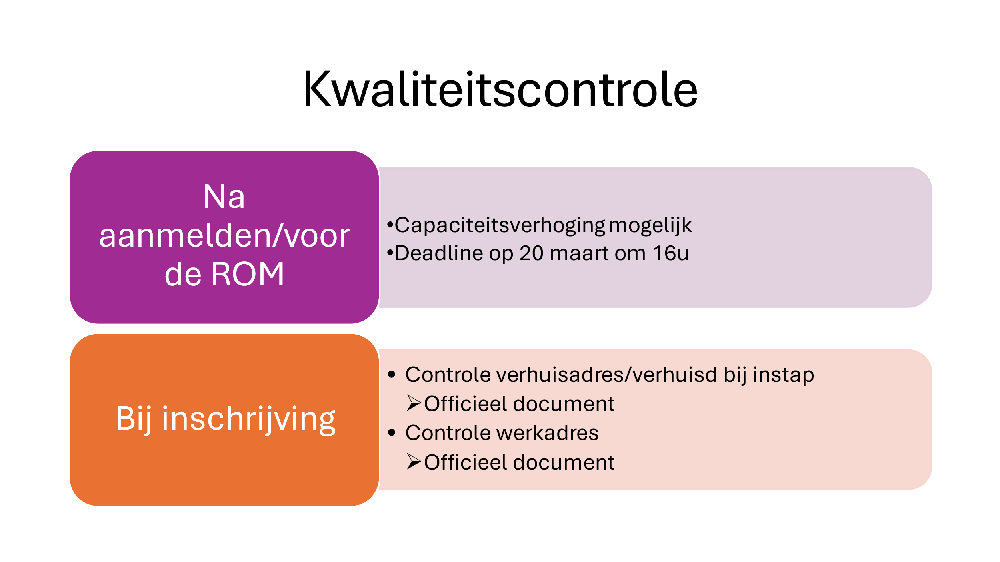 Kwaliteitscontrole
Na
aanmelden/voor
de ROM
•Capaciteitsverhoging mogelijk
•Deadline op 20 maart om 16u
Bij inschrijving
• Controle verhuisadres/verhuisd bij instap
➢Officieel document
• Controle werkadres
➢Officieel document